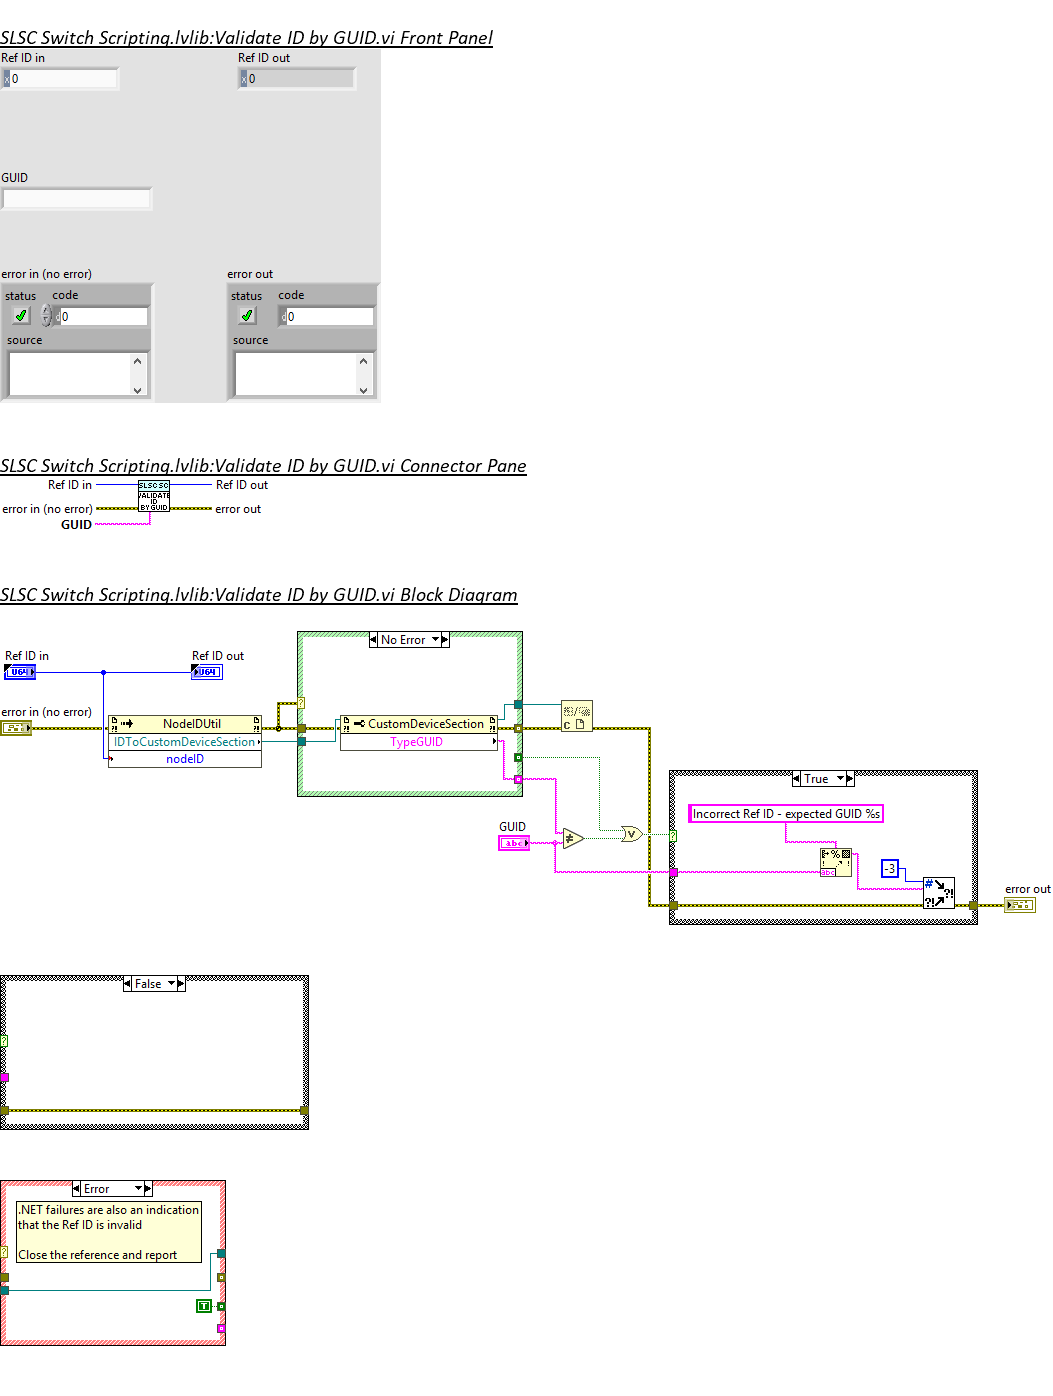 SLSC Switch Scripting.lvlib:Validate ID by GUID.vi Front Panel
Ref ID in
Ref ID out
x 0
x 0
GUID
error in (no error)
error out
status code
status code
d 0
d 0
source
source
SLSC Switch Scripting.lvlib:Validate ID by GUID.vi Connector Pane
Ref ID in
SLSC SC
Ref ID out
VALIDATE
ID
BY GUID
error in (no error)
error out
GUID
SLSC Switch Scripting.lvlib:Validate ID by GUID.vi Block Diagram
No Error
Ref ID in
Ref ID out
U64
U64
error in (no error)
NodeIDUtil
IDToCustomDeviceSection
nodeID
?
CustomDeviceSection
TypeGUID
C
True
Incorrect Ref ID - expected GUID %s
GUID
abc
≠
V
?
%
abc
-3
#
?!
?!
error out
False
?
Error
.NET failures are also an indication
that the Ref ID is invalid
Close the reference and report
?
T